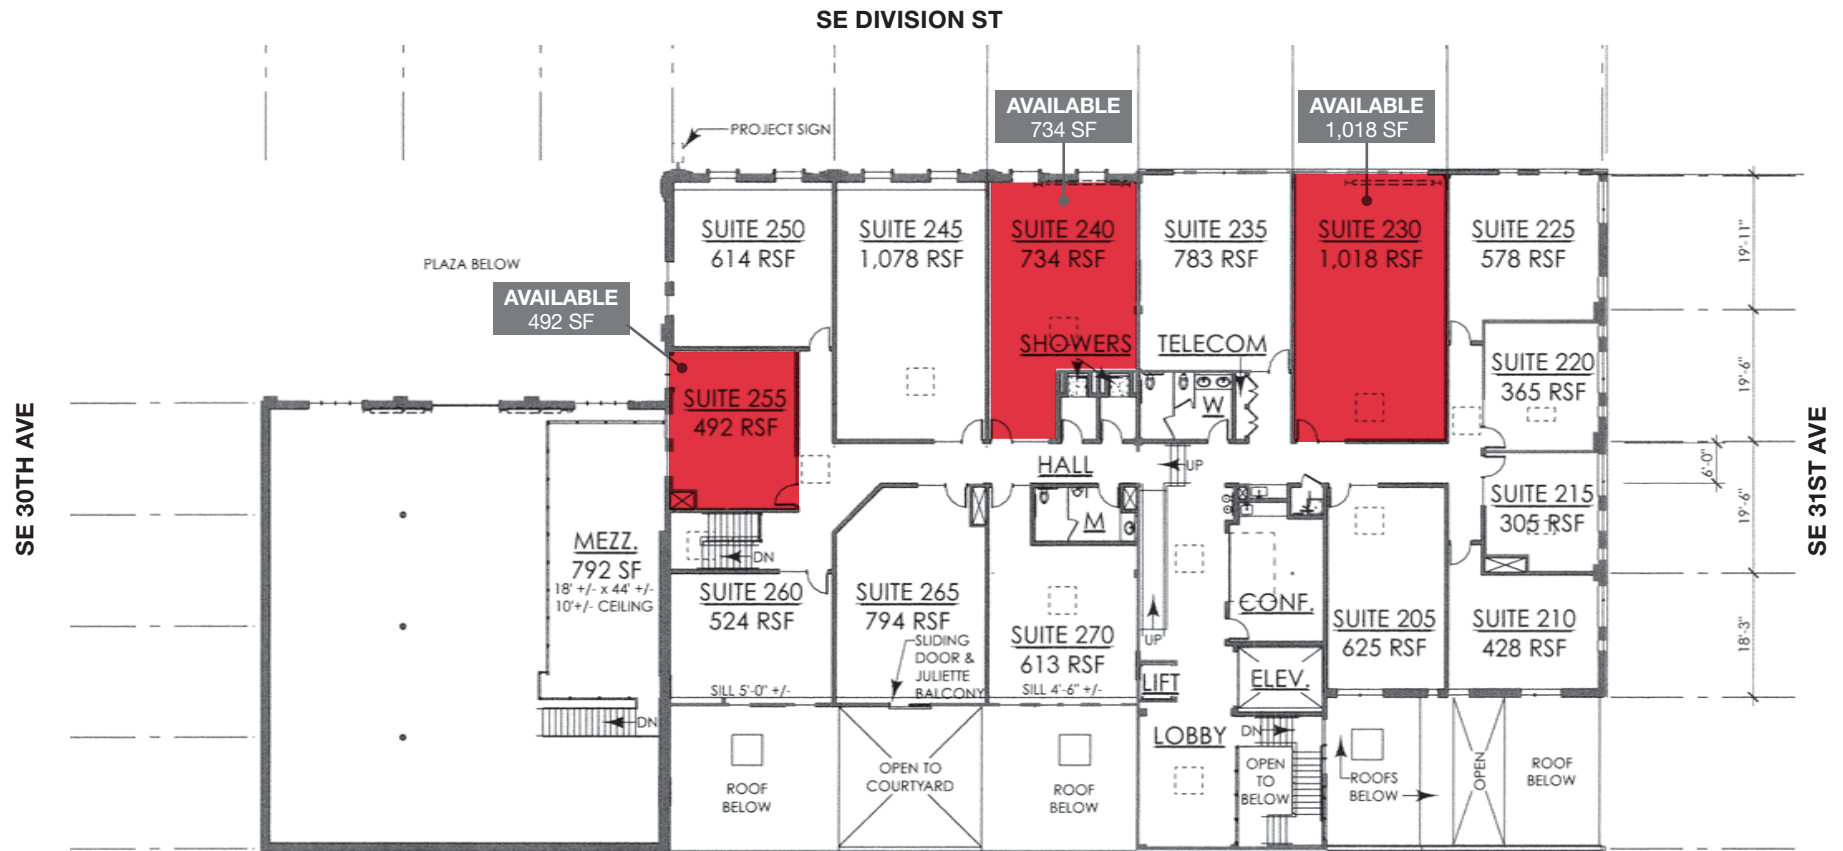 SE DIVISION ST
AVAILABLE
734 SF
AVAILABLE
1,018 SF
PROJECT SIGN
SUITE 250
614 RSF
SUITE 245
1,078 RSF
SUITE 240
734 RSF
SUITE 235
783 RSF
SUITE 230
1,018 RSF
SUITE 225
578 RSF
19'-11"
PLAZA BELOW
AVAILABLE
492 SF
SHOWERS
TELECOM
SUITE 220
365 RSF
19'-6"
SUITE 255
492 RSF
W
SE 30TH AVE
SE 31ST AVE
HALL
UP
6'-0"
SUITE 215
305 RSF
19'-6"
M
MEZZ.
792 SF
18' +/- x 44' +/-
10'+/- CEILING
DN
SUITE 260
524 RSF
SUITE 265
794 RSF
SLIDING
DOOR &
JULIETTE
BALCONY
SUITE 270
613 RSF
UP
CONF.
SUITE 205
625 RSF
SUITE 210
428 RSF
18'-3"
SILL 5'-0" +/-
SILL 4'-6" +/-
LIFT
ELEV.
DN
LOBBY
DN
ROOF
BELOW
OPEN TO
COURTYARD
ROOF
BELOW
OPEN
TO
BELOW
ROOFS
BELOW
OPEN
ROOF
BELOW